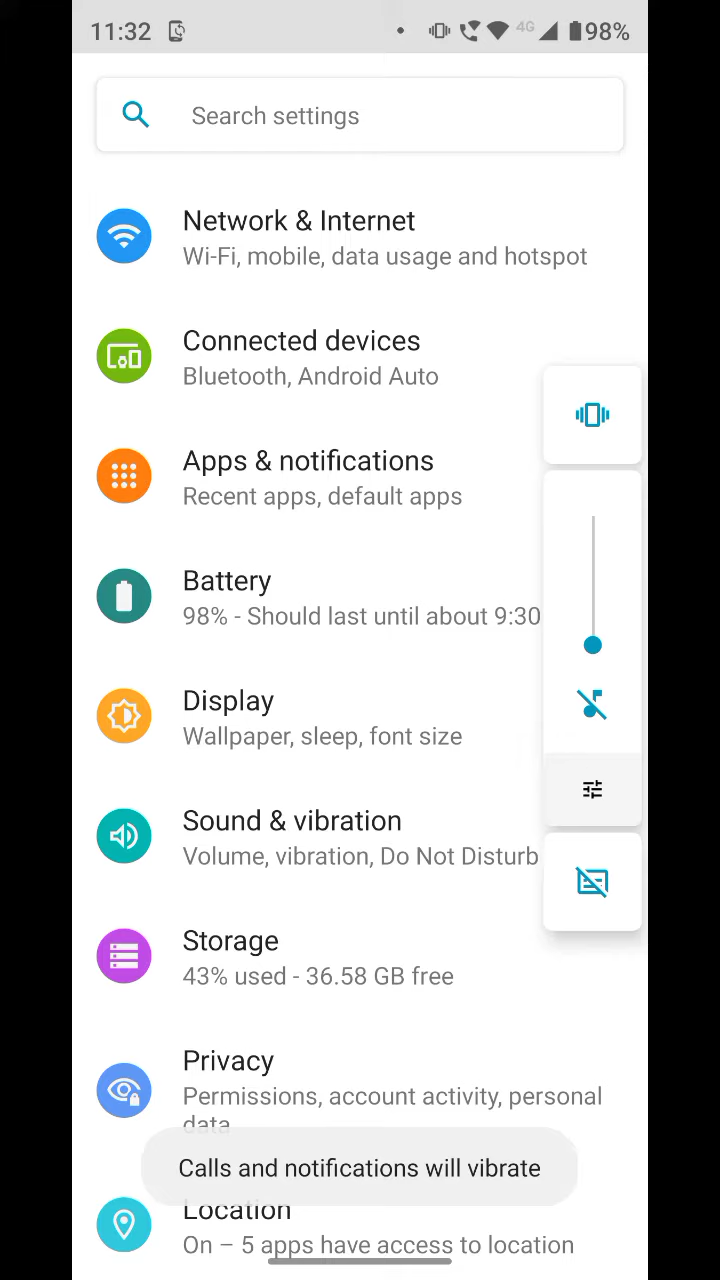 11:32
4G
98%
Search settings
Network & Internet
Wi-Fi, mobile, data usage and hotspot
Connected devices
Bluetooth, Android Auto
Apps & notifications
Recent apps, default apps
Battery
98% - Should last until about 9:30
Display
Wallpaper, sleep, font size
Sound & vibration
Volume, vibration, Do Not Disturb
Storage
43% used - 36.58 GB free
Privacy
Permissions, account activity, personal
data
Calls and notifications will vibrate
Location
On – 5 apps have access to location